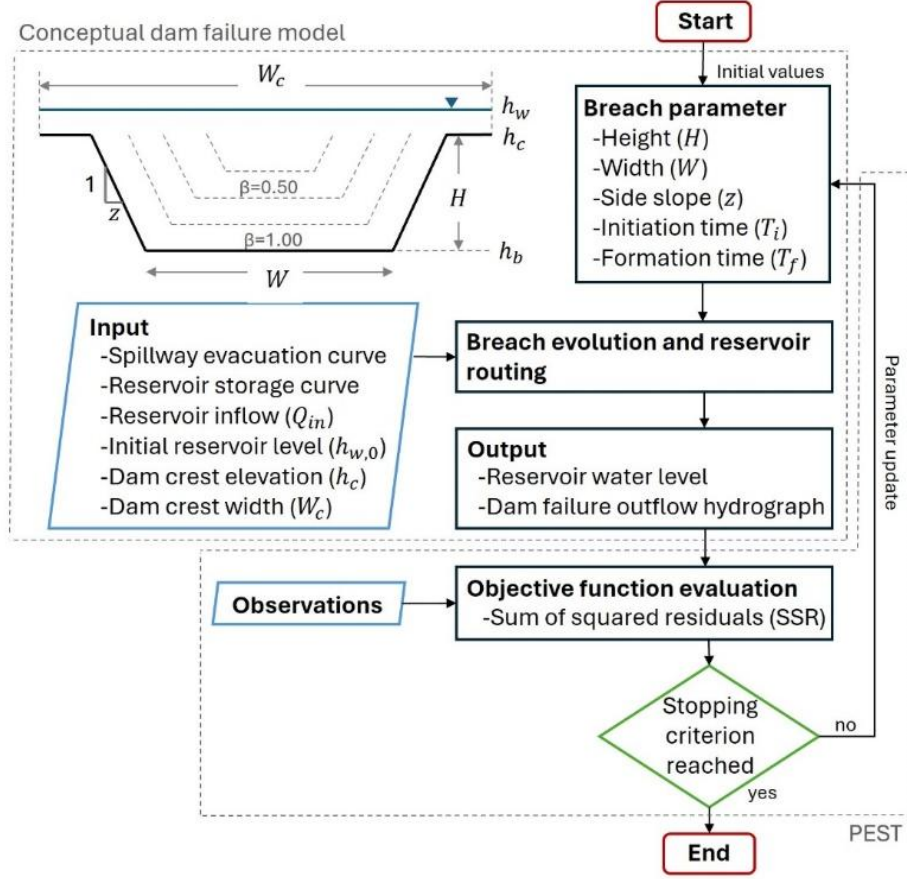 Start
Conceptual dam failure model
Initial values
W_c
h_w
h_c
1
z
β=0.50
β=1.00
H
h_b
W
Breach parameter
-Height (H)
-Width (W)
-Side slope (z)
-Initiation time (T_i)
-Formation time (T_f)
Input
-Spillway evacuation curve
-Reservoir storage curve
-Reservoir inflow (Q_in)
-Initial reservoir level (h_w,0)
-Dam crest elevation (h_c)
-Dam crest width (W_c)
Breach evolution and reservoir
routing
Output
-Reservoir water level
-Dam failure outflow hydrograph
Parameter update
Observations
Objective function evaluation
-Sum of squared residuals (SSR)
Stopping
criterion
reached
no
yes
PEST
End